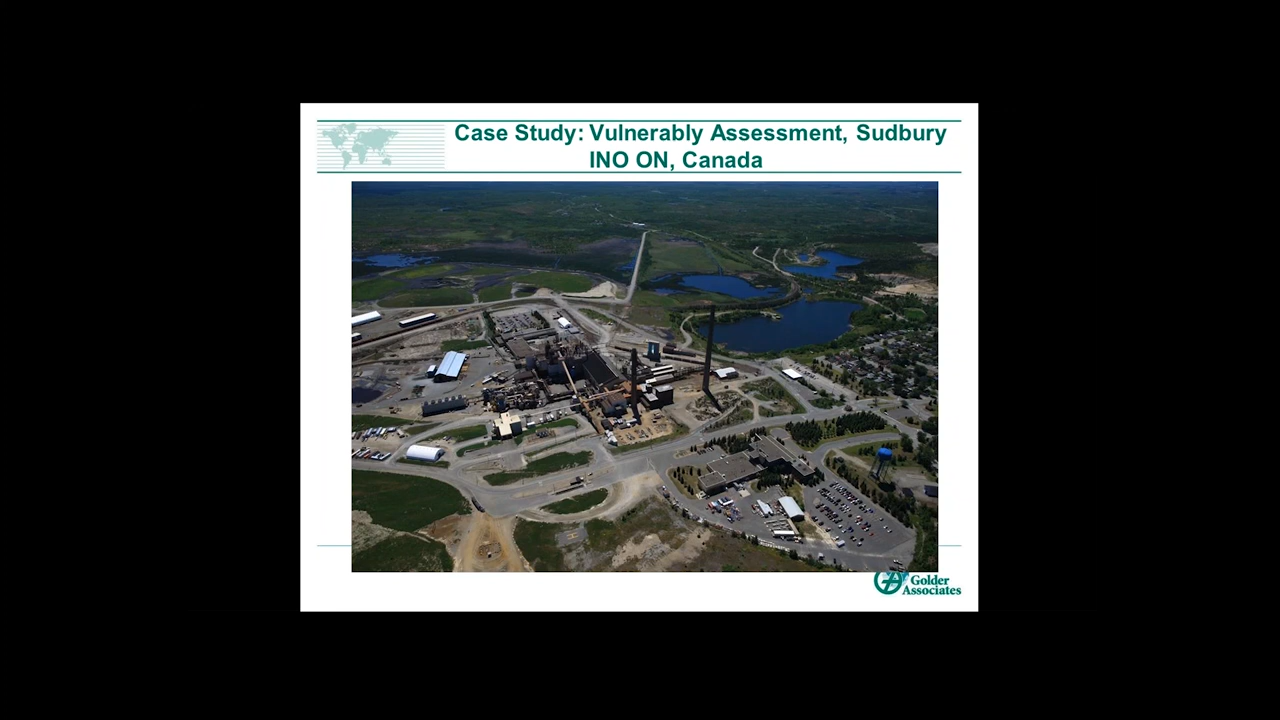 Case Study: Vulnerably Assessment, Sudbury
INO ON, Canada
Golder
Associates